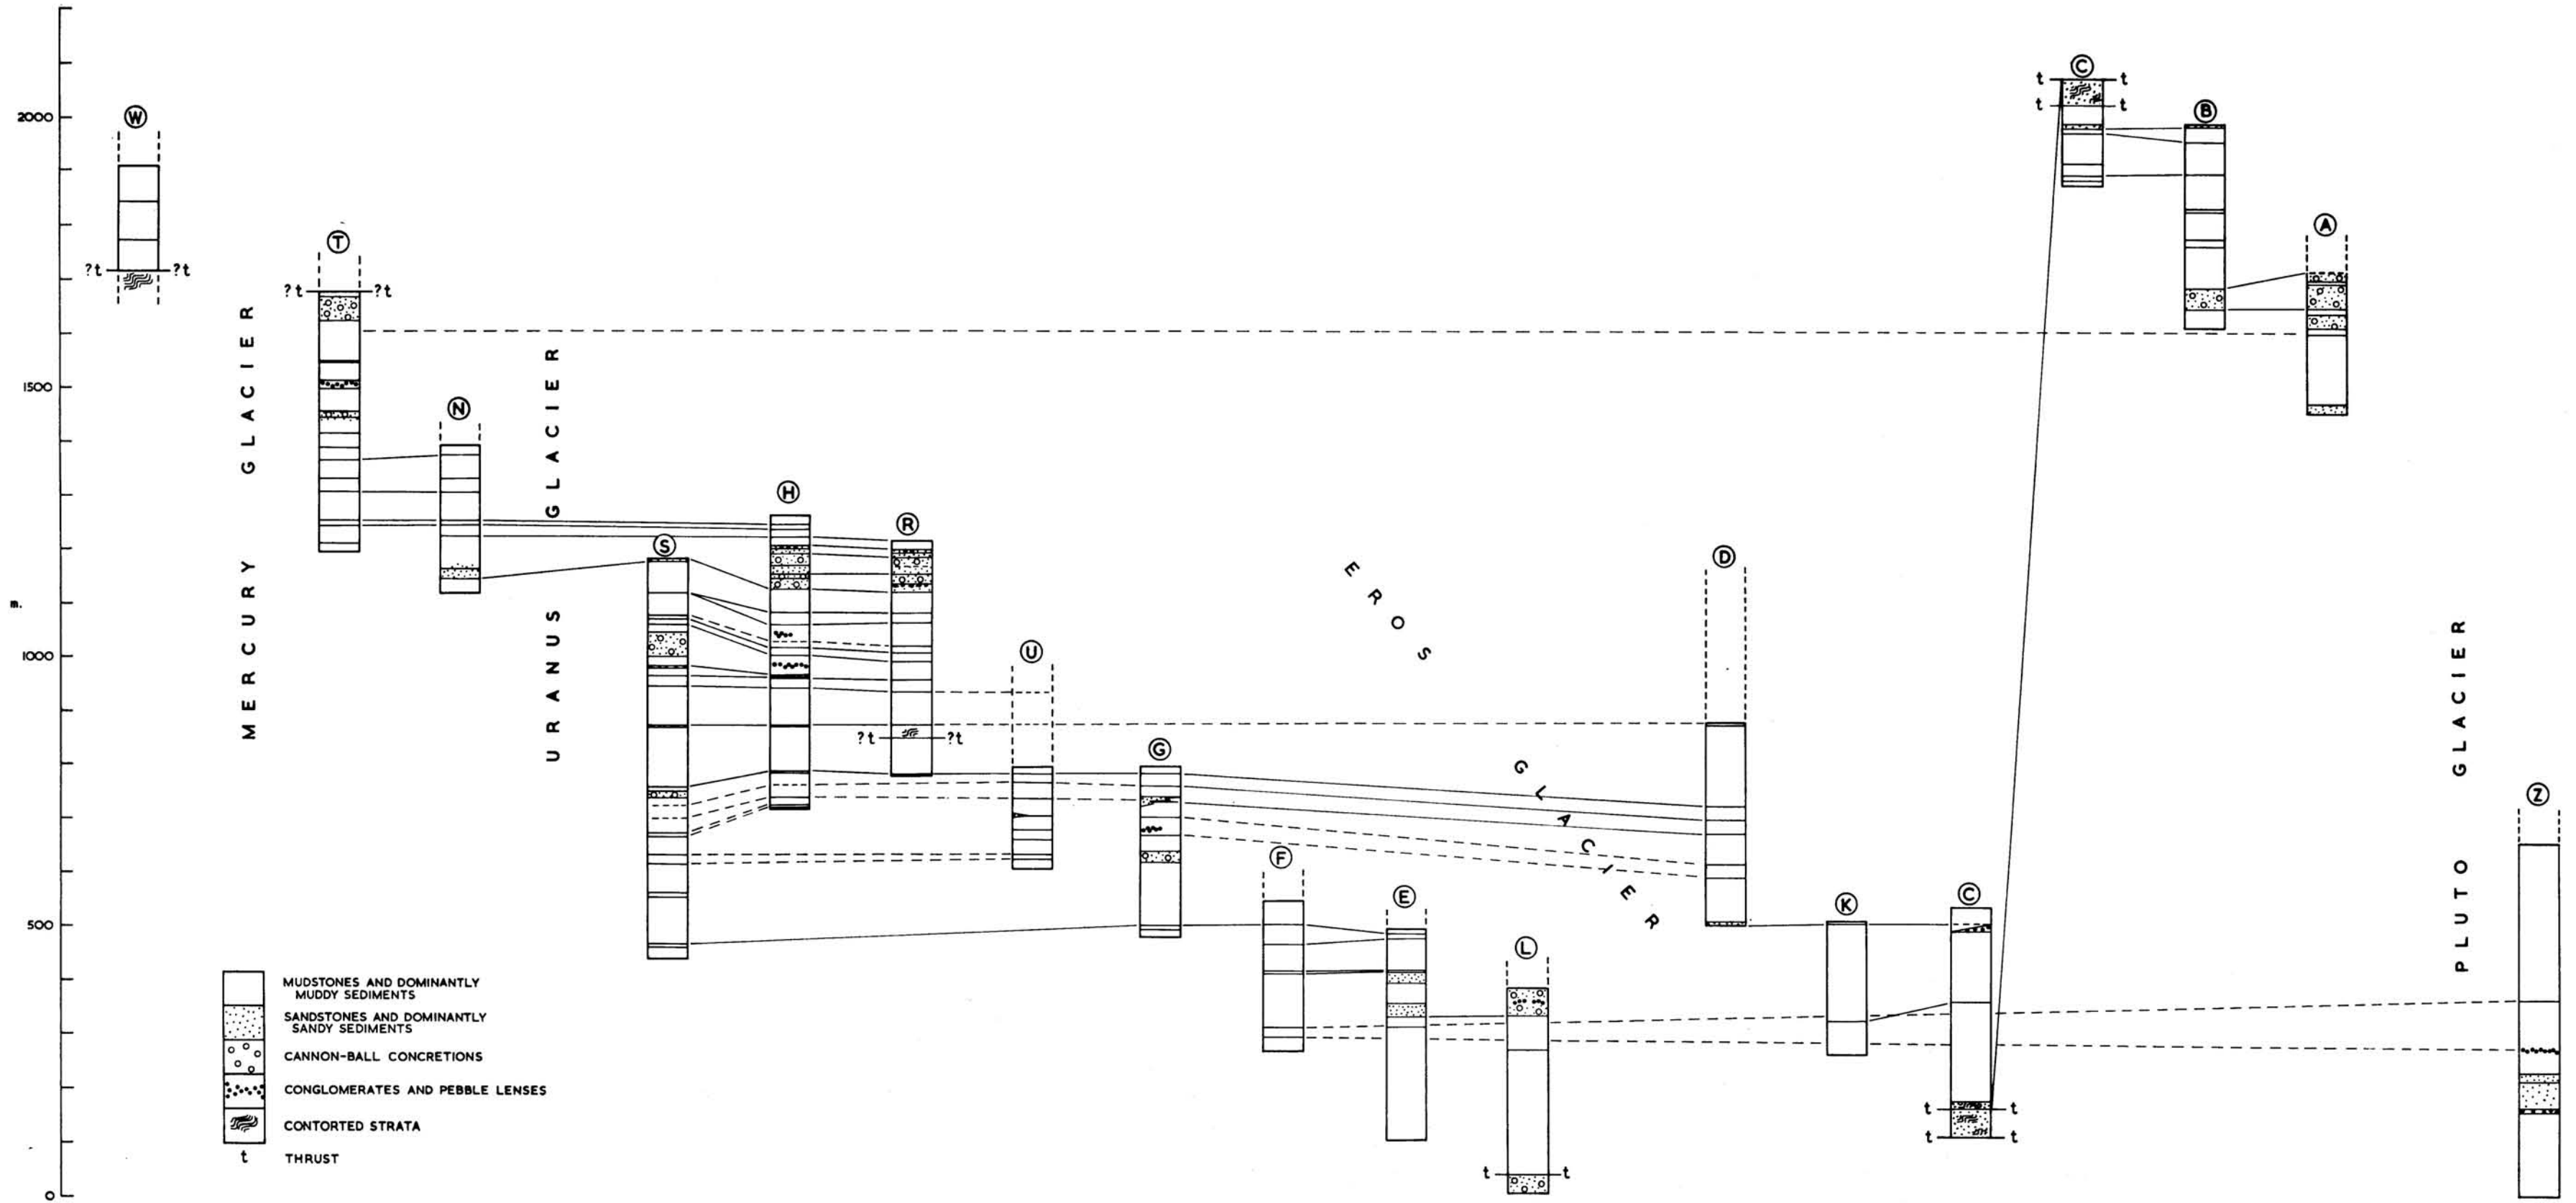 2000
1500
m.
1000
500
0
W
?t ?t
MERCURY GLACIER
T
?t ?t
N
URANUS GLACIER
S
H
R
?t ?t
U
G
F
E
L
t t
EROS GLACIER
D
K
C
t t
t t
C
t t
t t
B
A
PLUTO GLACIER
Z
MUDSTONES AND DOMINANTLY
MUDDY SEDIMENTS
SANDSTONES AND DOMINANTLY
SANDY SEDIMENTS
CANNON-BALL CONCRETIONS
CONGLOMERATES AND PEBBLE LENSES
CONTORTED STRATA
t THRUST